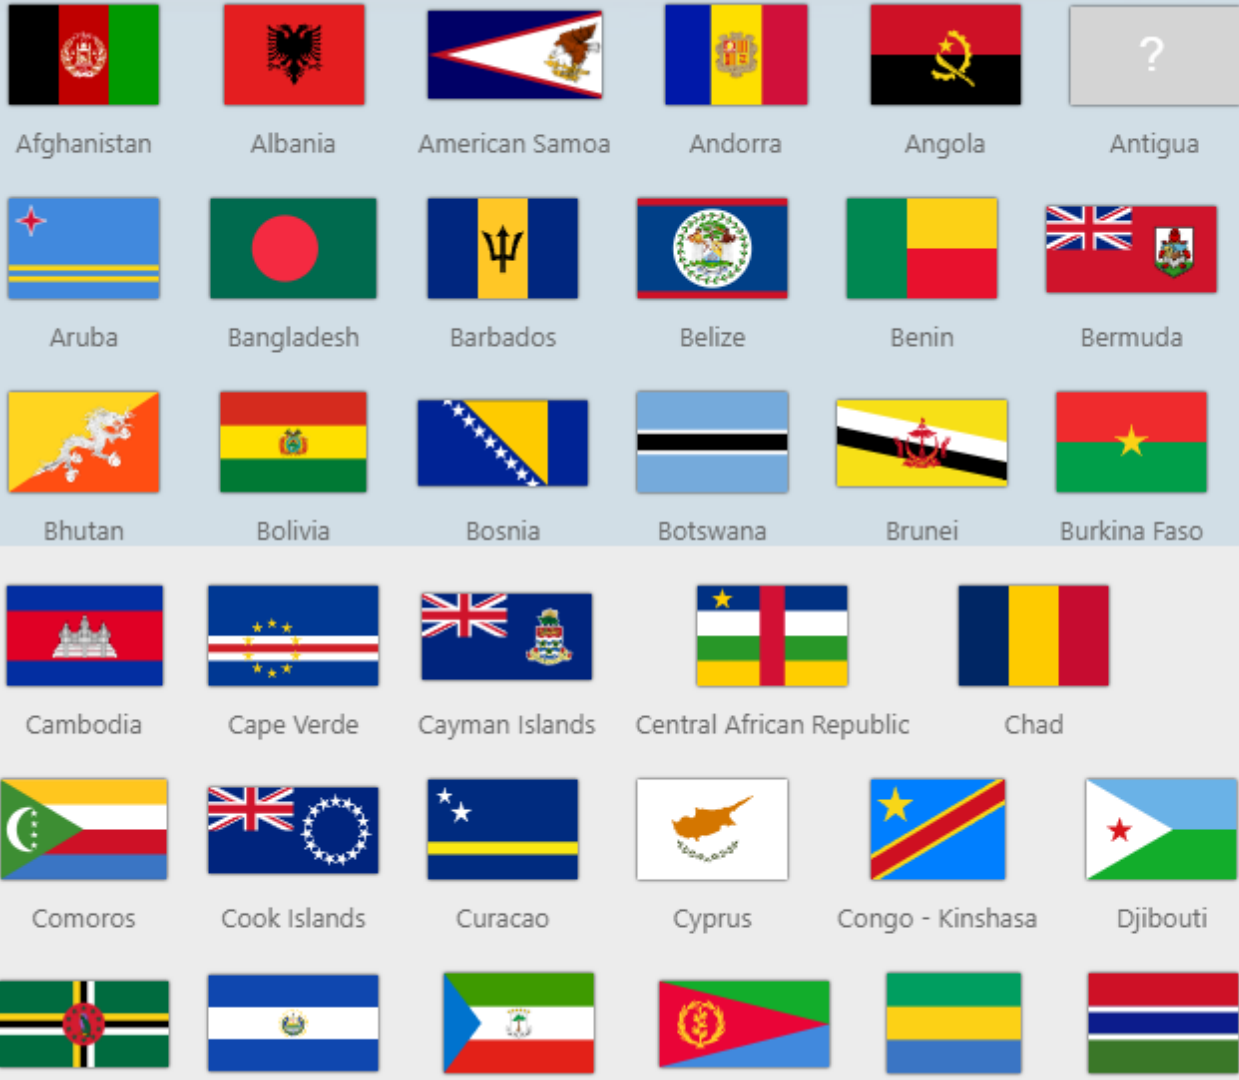 ?
Afghanistan Albania American Samoa Andorra Angola Antigua
Aruba Bangladesh Barbados Belize Benin Bermuda
Bhutan Bolivia Bosnia Botswana Brunei Burkina Faso
Cambodia Cape Verde Cayman Islands Central African Republic Chad
Comoros Cook Islands Curacao Cyprus Congo - Kinshasa Djibouti